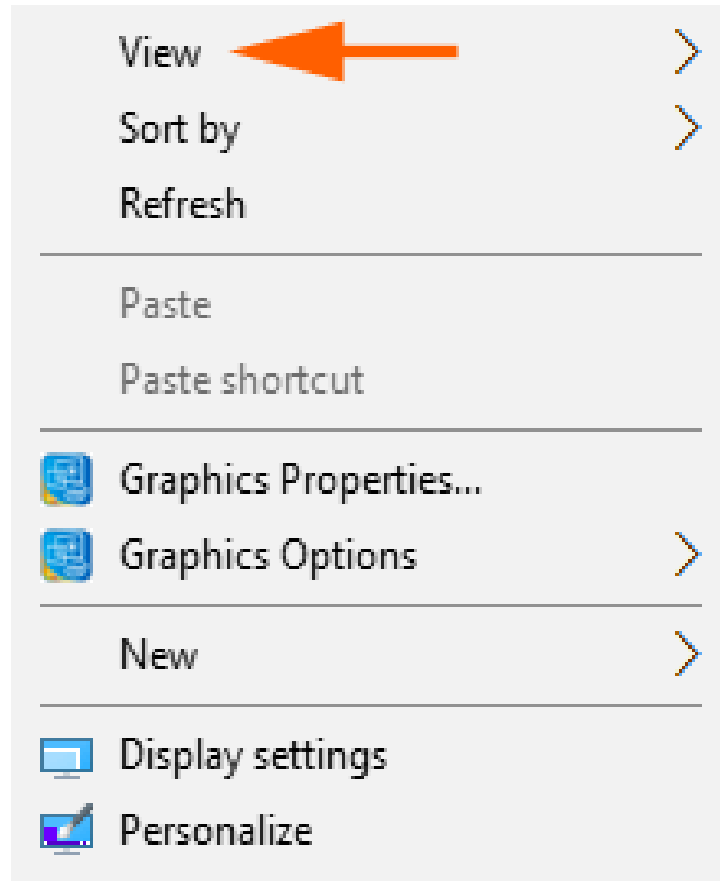 View
Sort by
Refresh
Paste
Paste shortcut
Graphics Properties...
Graphics Options
New
Display settings
Personalize